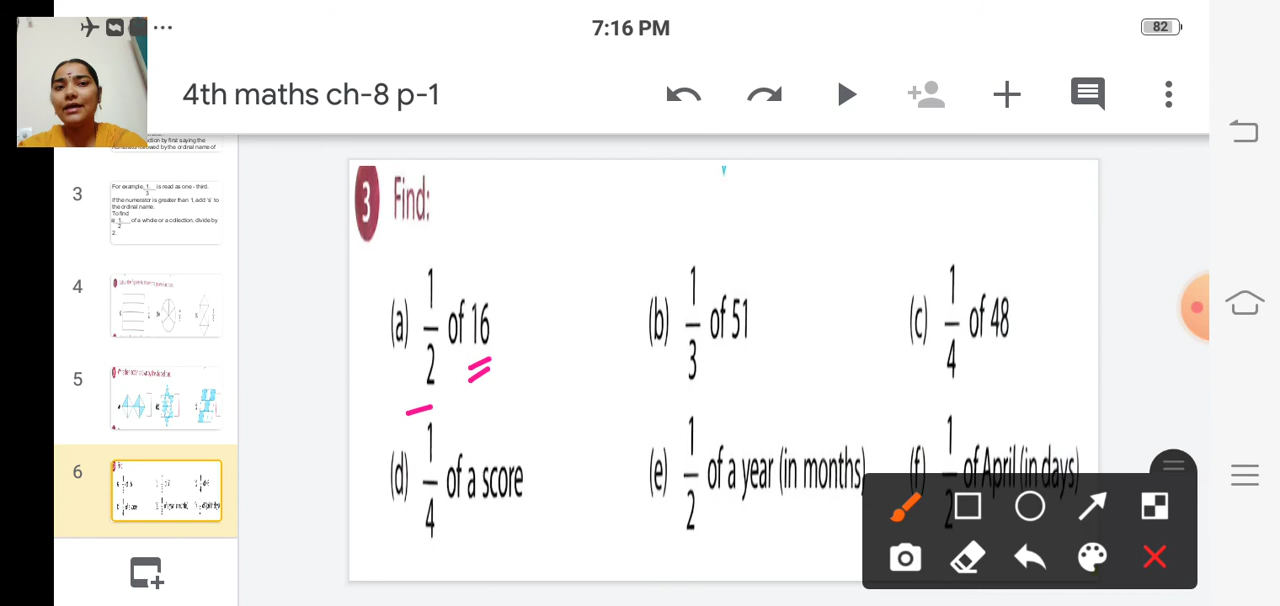 7:16 PM
82
4th maths ch-8 p-1
3
For example, 1/3 is read as one - third.
If the numerator is greater than 1, add 's' to
the ordinal name.
To find
1/2 of a whole or a collection, divide by
2.
4
5
6
3 Find:
(a) 1/2 of 16 (b) 1/3 of 51 (c) 1/4 of 48
(d) 1/4 of a score (e) 1/2 of a year (in months) (f) 1/2 of April (in days)